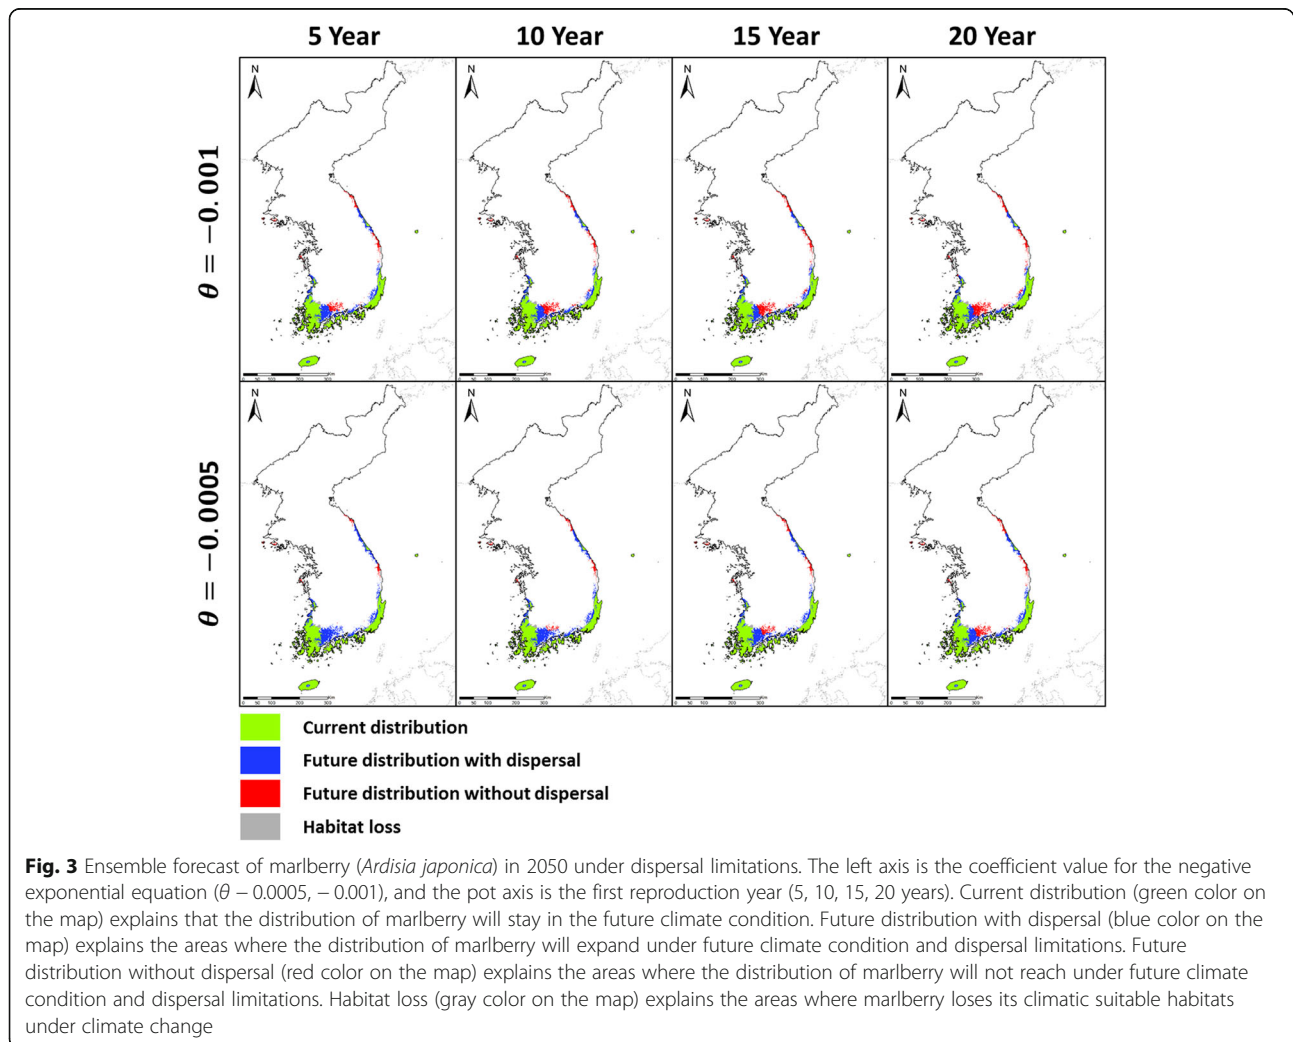 5 Year 10 Year 15 Year 20 Year
θ = −0.001
N N N N
θ = −0.0005
N N N N
Current distribution
Future distribution with dispersal
Future distribution without dispersal
Habitat loss
Fig. 3 Ensemble forecast of marlberry (Ardisia japonica) in 2050 under dispersal limitations. The left axis is the coefficient value for the negative
exponential equation (θ − 0.0005, − 0.001), and the pot axis is the first reproduction year (5, 10, 15, 20 years). Current distribution (green color on
the map) explains that the distribution of marlberry will stay in the future climate condition. Future distribution with dispersal (blue color on the
map) explains the areas where the distribution of marlberry will expand under future climate condition and dispersal limitations. Future
distribution without dispersal (red color on the map) explains the areas where the distribution of marlberry will not reach under future climate
condition and dispersal limitations. Habitat loss (gray color on the map) explains the areas where marlberry loses its climatic suitable habitats
under climate change